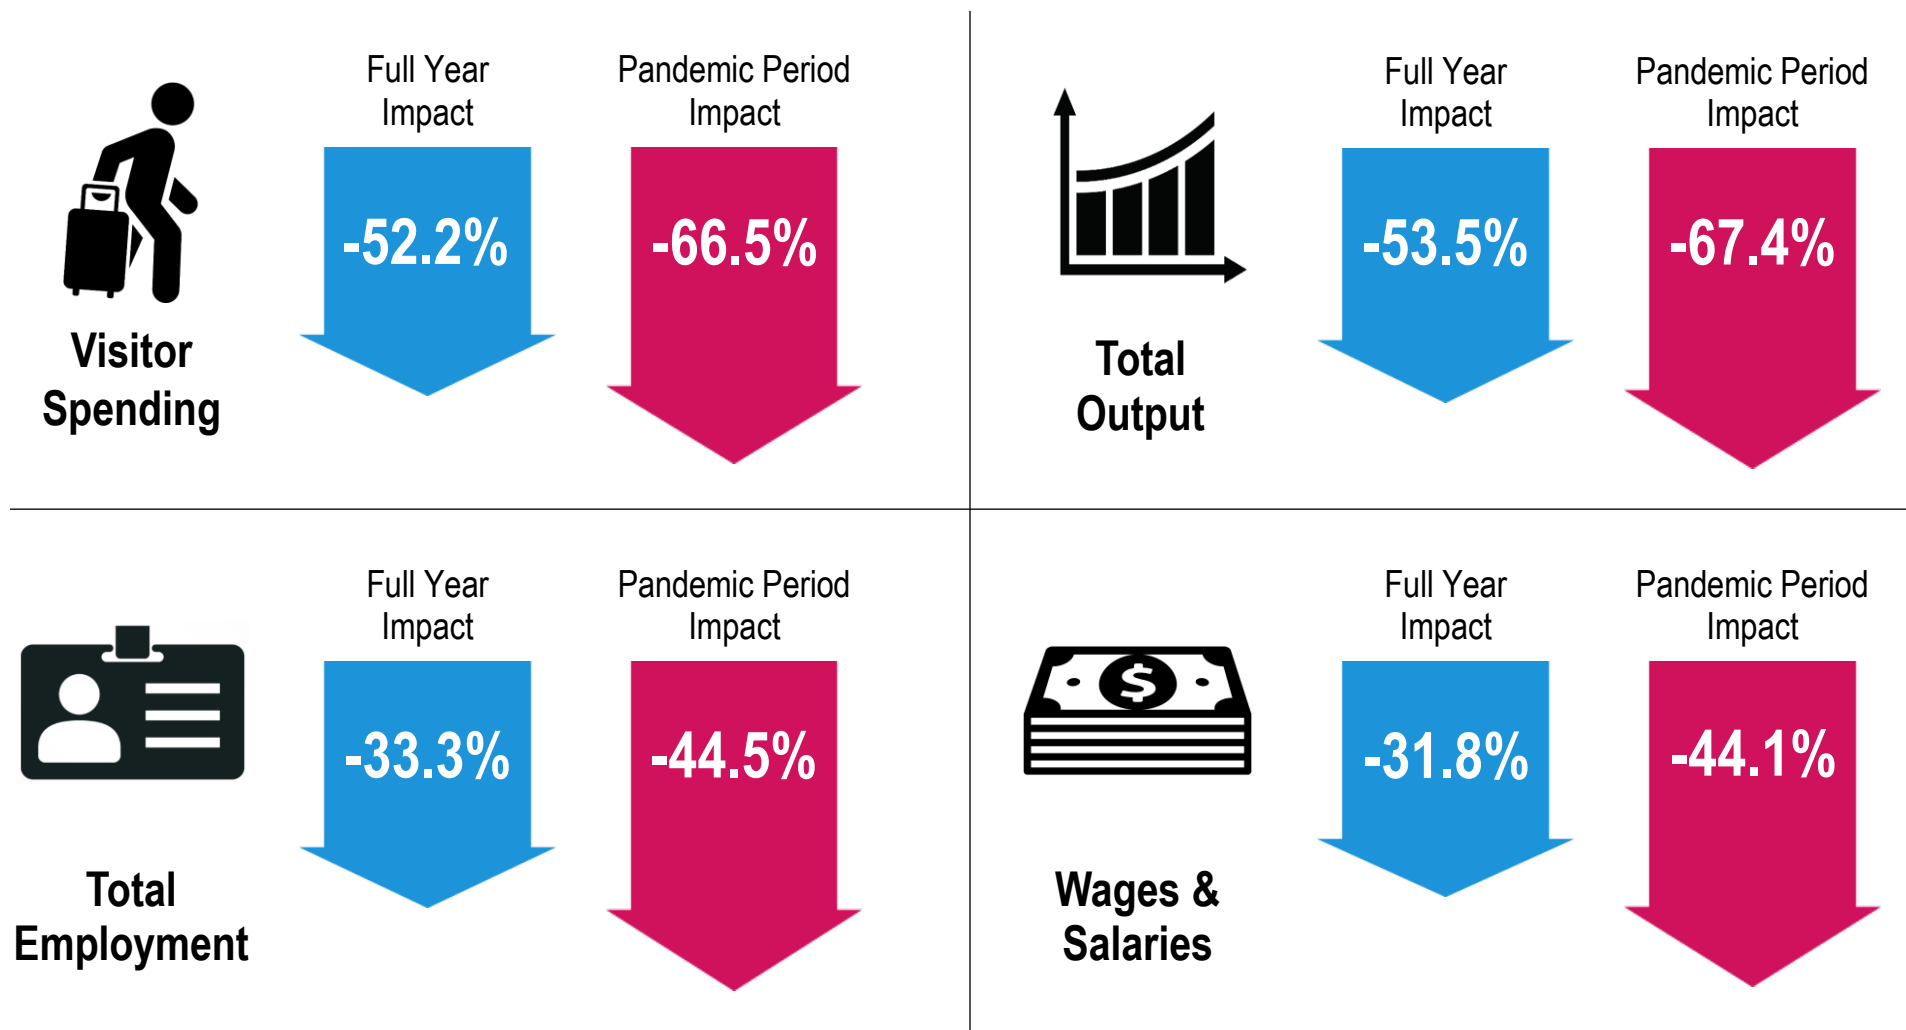 Full Year
Impact
Pandemic Period
Impact
-52.2%
-66.5%
Visitor
Spending
Full Year
Impact
Pandemic Period
Impact
-53.5%
-67.4%
Total
Output
Full Year
Impact
Pandemic Period
Impact
-33.3%
-44.5%
Total
Employment
Full Year
Impact
Pandemic Period
Impact
$
-31.8%
-44.1%
Wages &
Salaries